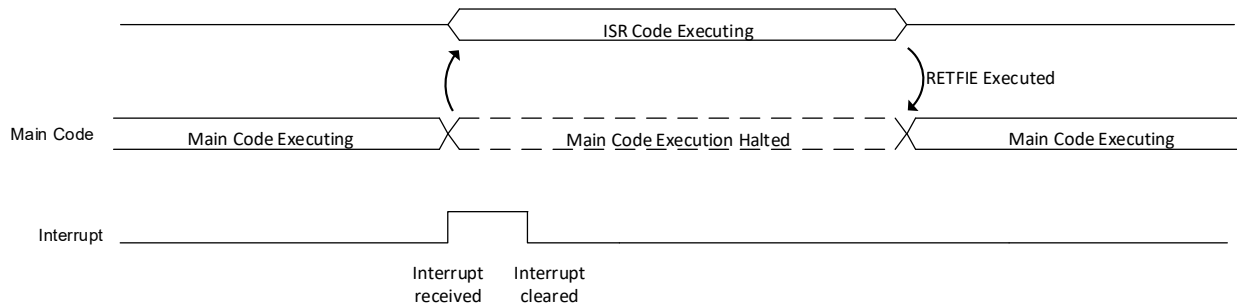 ISR Code Executing
RETFIE Executed
Main Code
Main Code Executing
Main Code Execution Halted
Main Code Executing
Interrupt
Interrupt
received
Interrupt
cleared